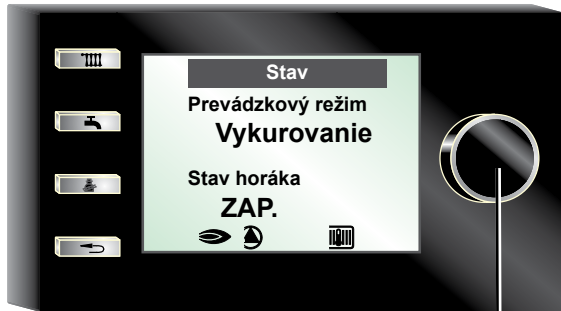 Stav
Prevádzkový režim
Vykurovanie
Stav horáka
ZAP.